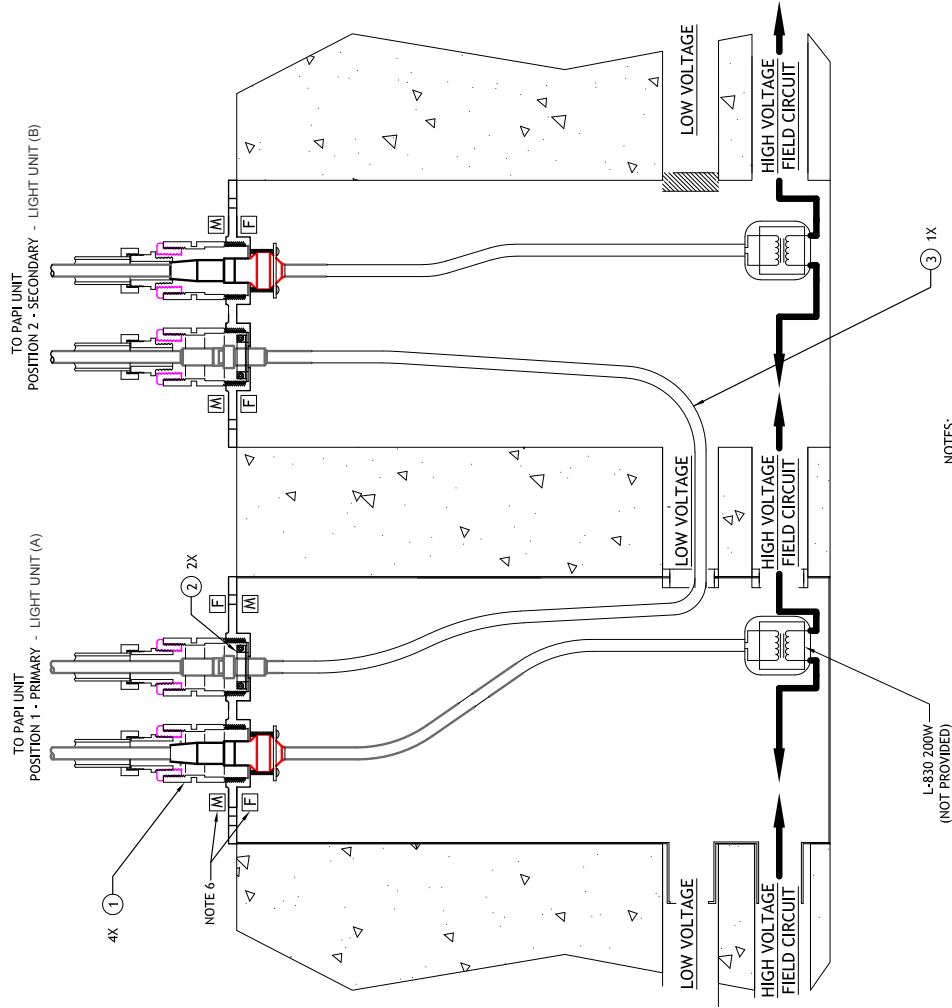 TO PAPI UNIT
POSITION 1 - PRIMARY - LIGHT UNIT (A)
TO PAPI UNIT
POSITION 2 - SECONDARY - LIGHT UNIT (B)
4X 1
NOTE 6
M
F
2 2X
F
M
M
F
M
F
LOW VOLTAGE
LOW VOLTAGE
LOW VOLTAGE
HIGH VOLTAGE
FIELD CIRCUIT
HIGH VOLTAGE
FIELD CIRCUIT
HIGH VOLTAGE
FIELD CIRCUIT
3 1X
L-830 200W
(NOT PROVIDED)
NOTES: